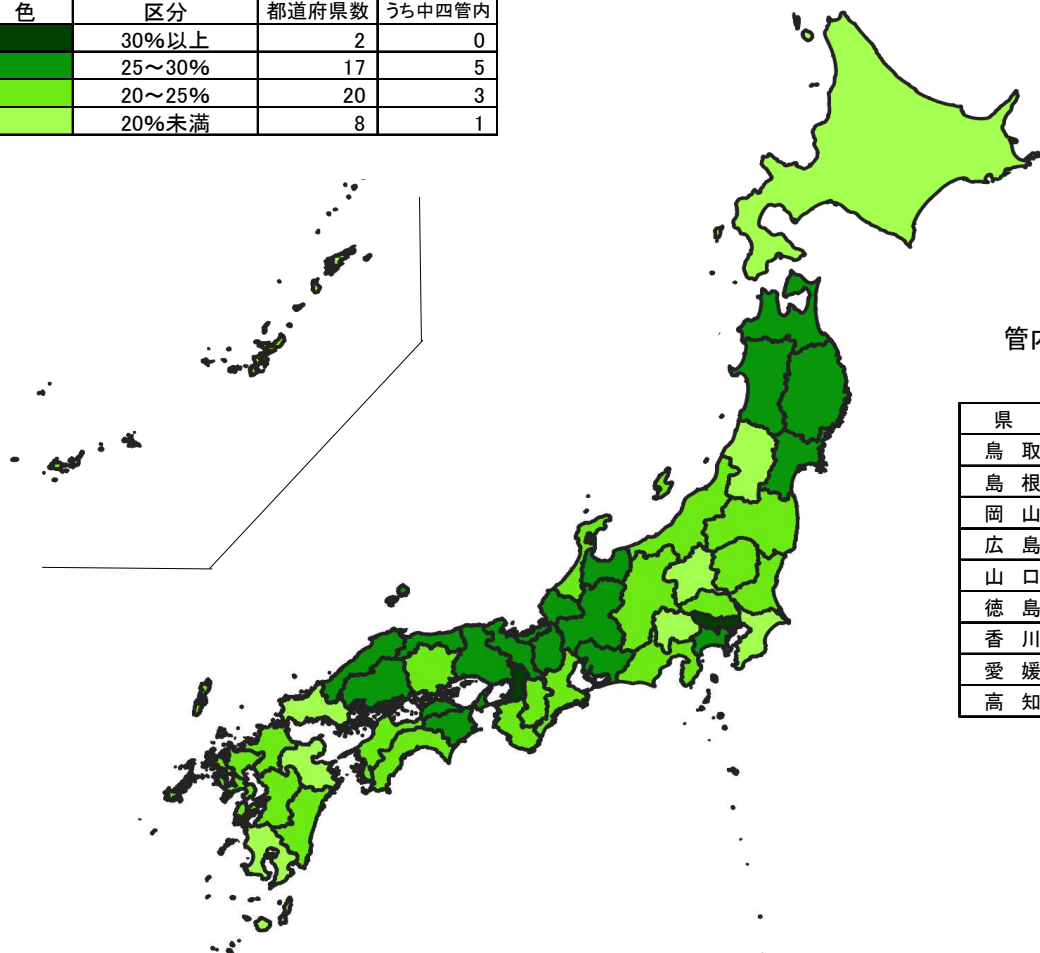 色 区分 都道府県数 うち中四管内
30%以上 2 0
25～30% 17 5
20～25% 20 3
20%未満 8 1
管内
県
鳥 取
島 根
岡 山
広 島
山 口
徳 島
香 川
愛 媛
高 知